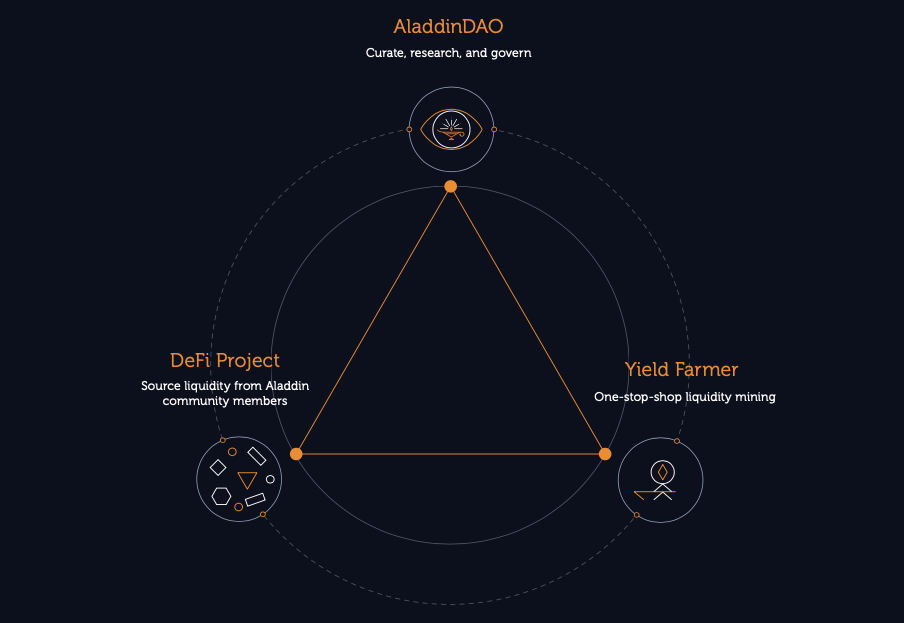 AladdinDAO
Curate, research, and govern
DeFi Project
Source liquidity from Aladdin
community members
Yield Farmer
One-stop-shop liquidity mining